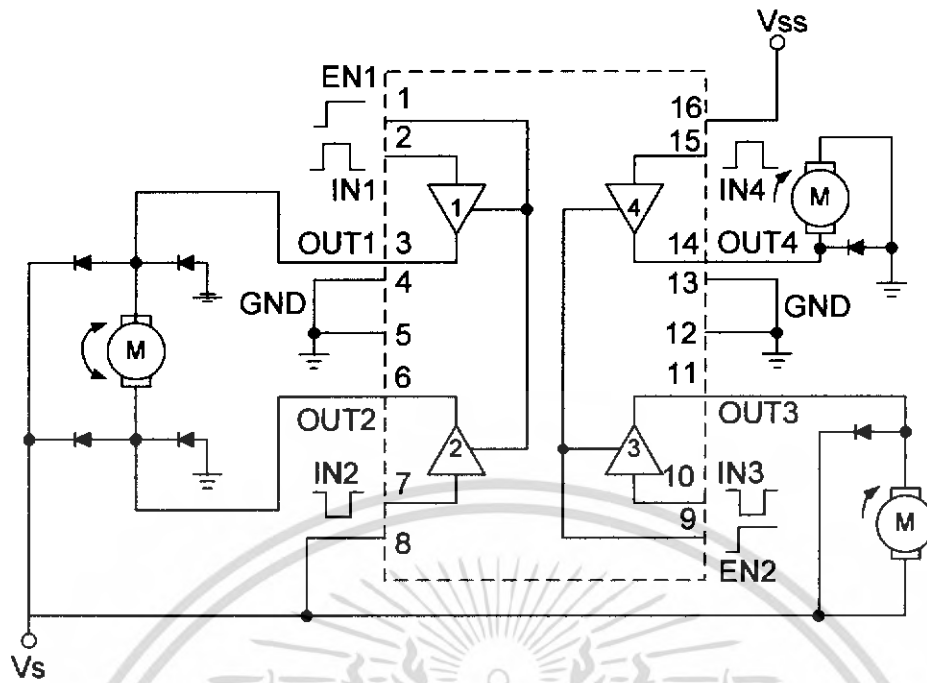 Vss
EN1
1
16
2
15
IN1
IN4
M
1
4
OUT1
3
14
OUT4
4
13
GND
GND
M
5
12
6
11
OUT2
OUT3
2
3
IN2
7
10
IN3
8
9
M
EN2
Vs